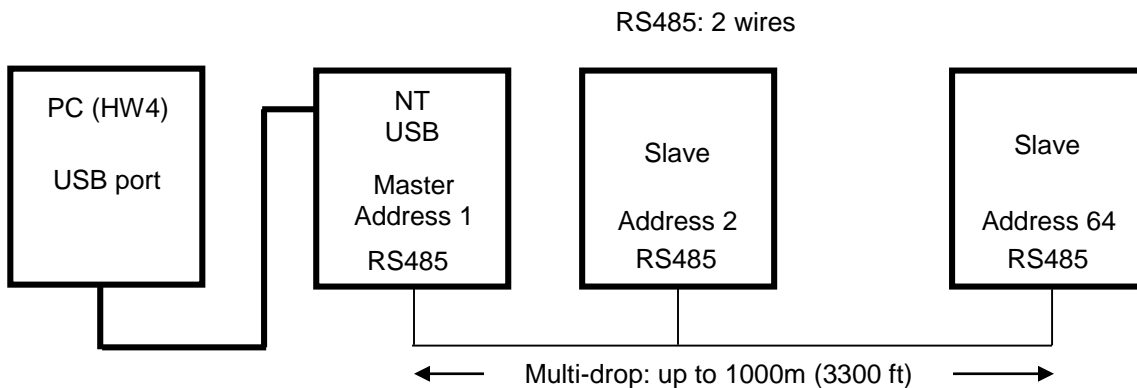 RS485: 2 wires
PC (HW4)
USB port
NT
USB
Master
Address 1
RS485
Slave
Address 2
RS485
Slave
Address 64
RS485
Multi-drop: up to 1000m (3300 ft)